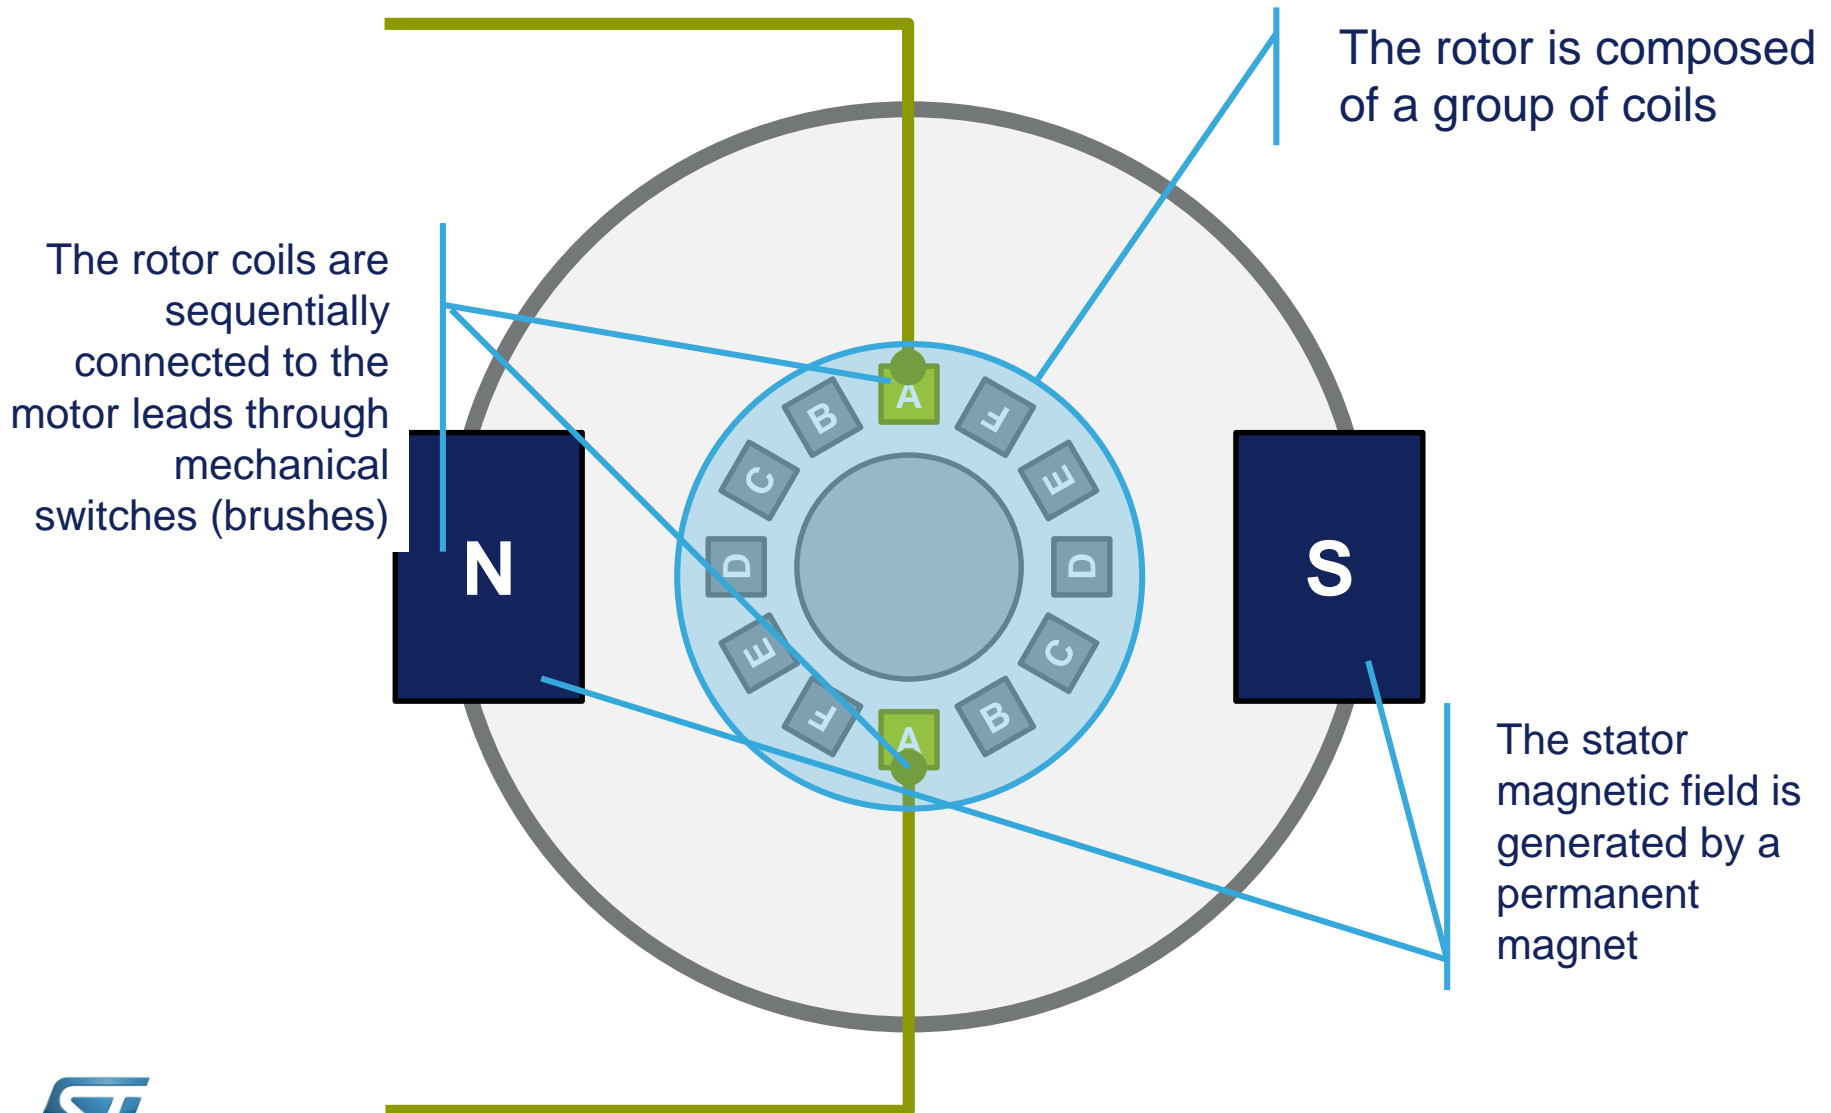 The rotor is composed
of a group of coils
The rotor coils are
sequentially
connected to the
motor leads through
mechanical
switches (brushes)
A
B
F
C
E
N
D
D
S
E
C
F
B
A
The stator
magnetic field is
generated by a
permanent
magnet
ST